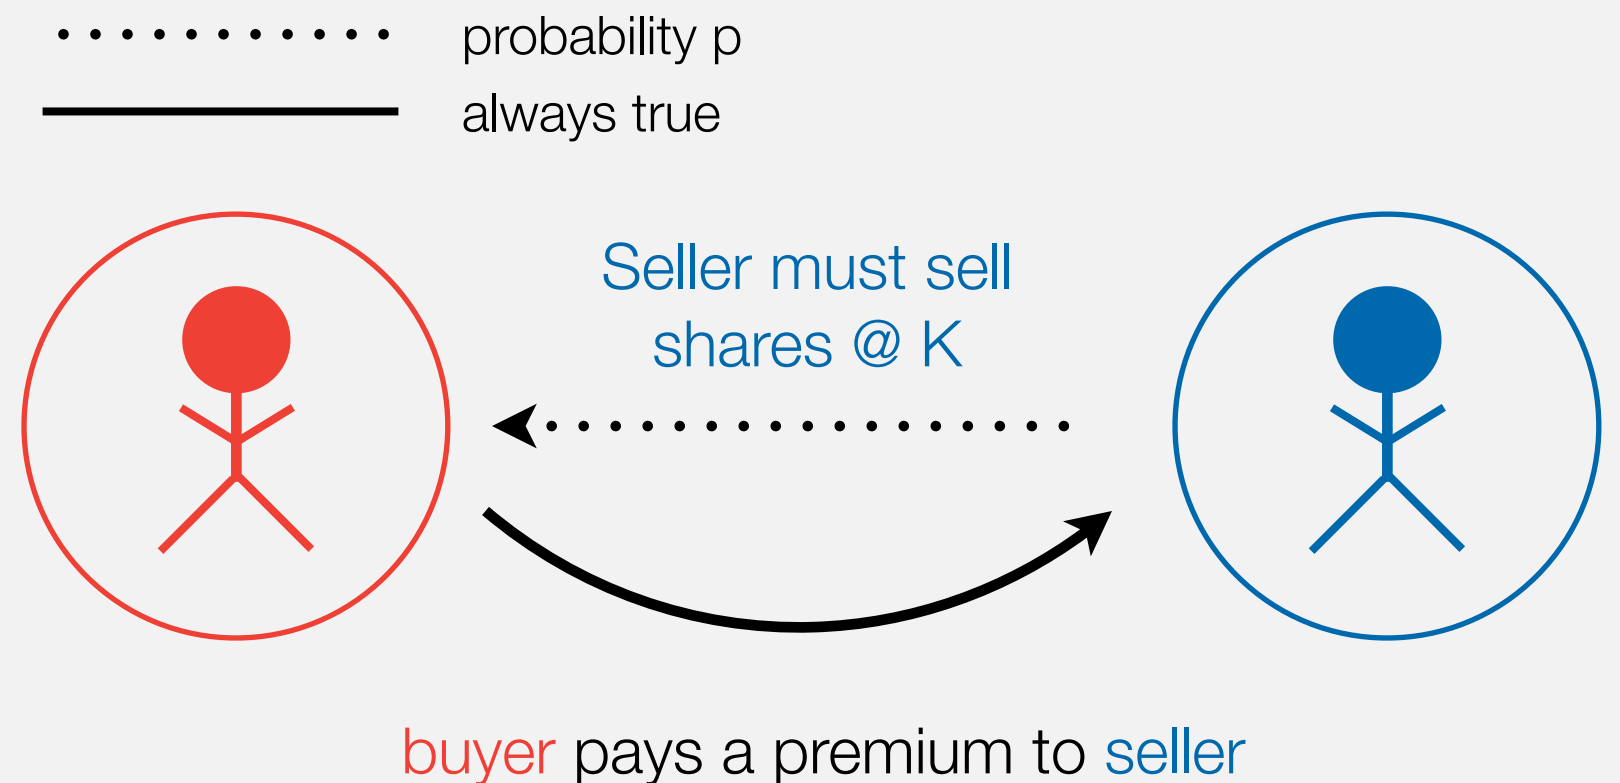 probability p
always true
Seller must sell
shares @ K
buyer pays a premium to seller